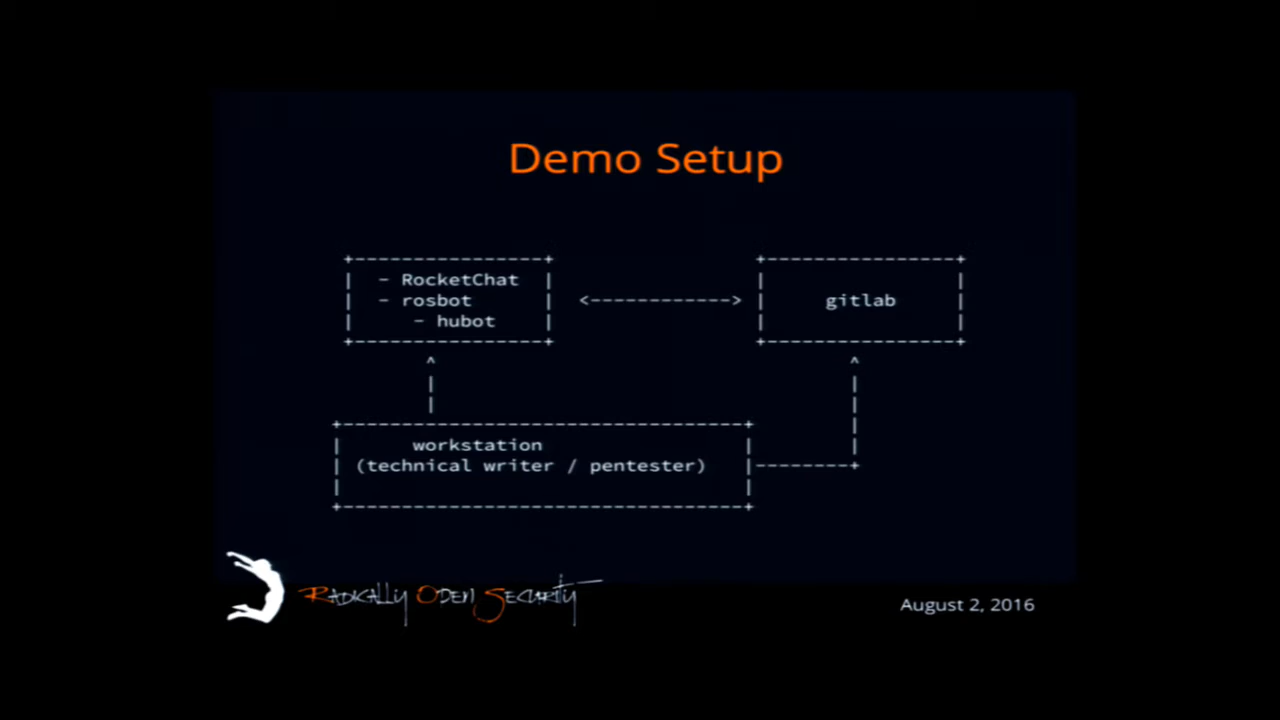 Demo Setup
- RocketChat
- rosbot
- hubot
gitlab
workstation
(technical writer / pentester)
Radically Open Security
August 2, 2016